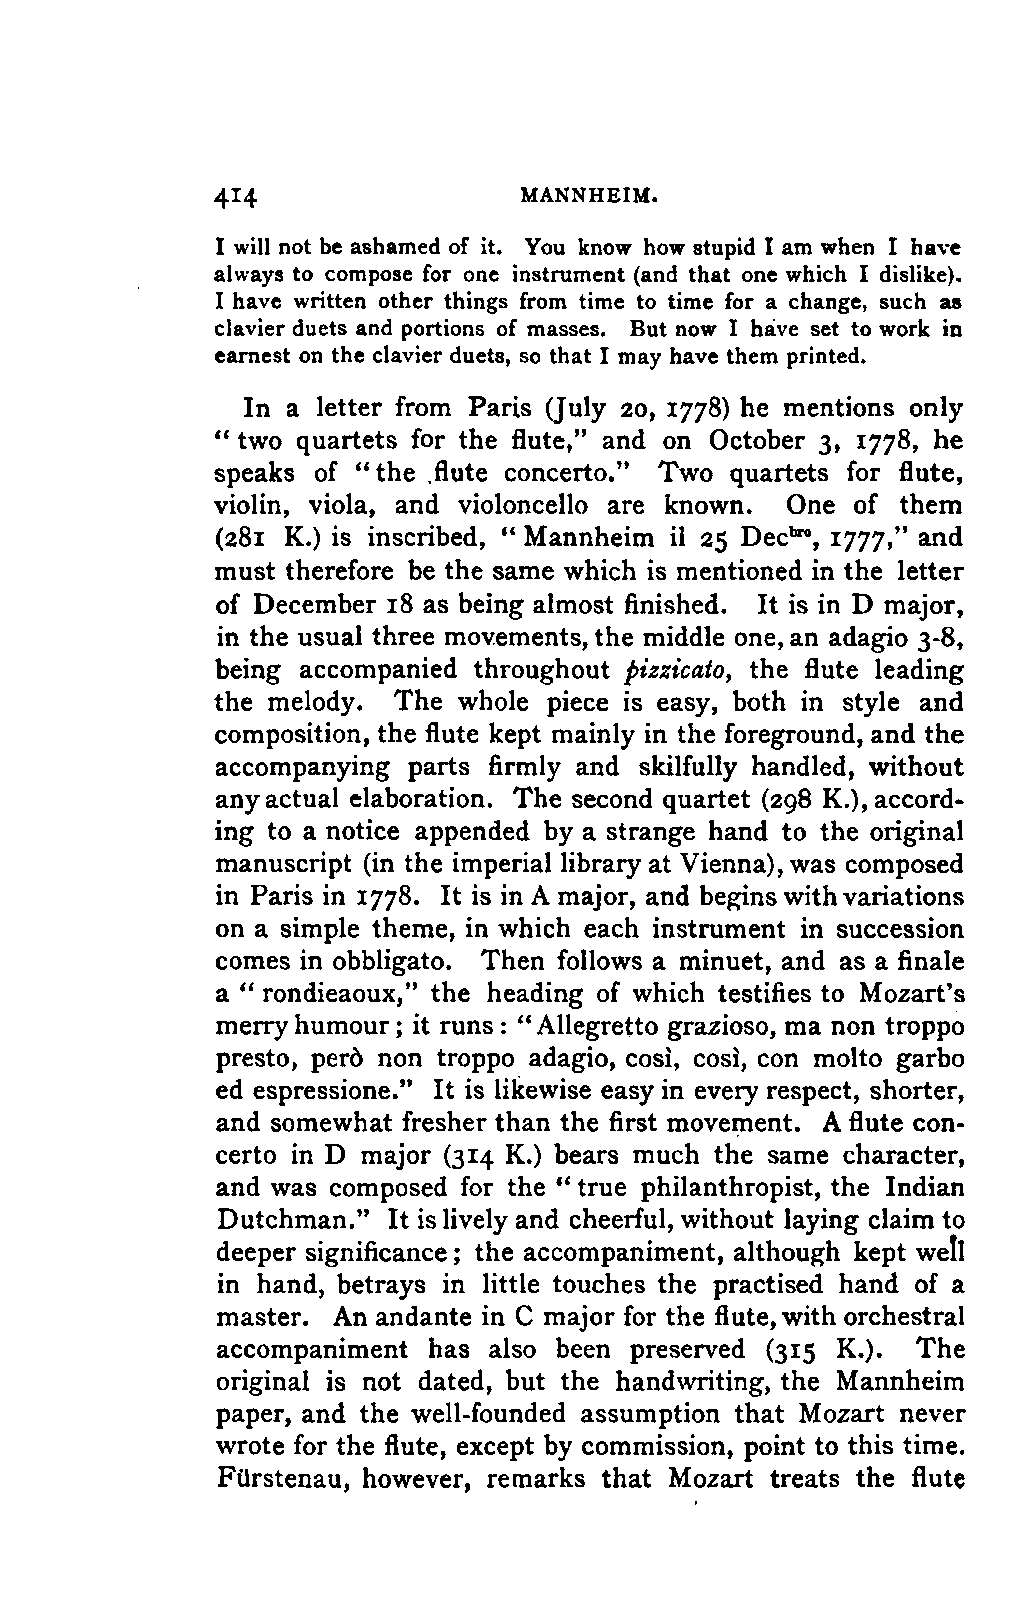 414 MANNHEIM.
I will not be ashamed of it. You know how stupid I am when I have
always to compose for one instrument (and that one which I dislike).
I have written other things from time to time for a change, such as
clavier duets and portions of masses. But now I have set to work in
earnest on the clavier duets, so that I may have them printed.
In a letter from Paris (July 20, 1778) he mentions only
" two quartets for the flute," and on October 3, 1778, he
speaks of "the flute concerto." Two quartets for flute,
violin, viola, and violoncello are known. One of them
(281 K.) is inscribed, " Mannheim il 25 Decbro, 1777," and
must therefore be the same which is mentioned in the letter
of December 18 as being almost finished. It is in D major,
in the usual three movements, the middle one, an adagio 3-8,
being accompanied throughout pizzicato, the flute leading
the melody. The whole piece is easy, both in style and
composition, the flute kept mainly in the foreground, and the
accompanying parts firmly and skilfully handled, without
any actual elaboration. The second quartet (298 K.), accord-
ing to a notice appended by a strange hand to the original
manuscript (in the imperial library at Vienna), was composed
in Paris in 1778. It is in A major, and begins with variations
on a simple theme, in which each instrument in succession
comes in obbligato. Then follows a minuet, and as a finale
a " rondieaoux," the heading of which testifies to Mozart's
merry humour ; it runs : "Allegretto grazioso, ma non troppo
presto, però non troppo adagio, così, così, con molto garbo
ed espressione." It is likewise easy in every respect, shorter,
and somewhat fresher than the first movement. A flute con-
certo in D major (314 K.) bears much the same character,
and was composed for the " true philanthropist, the Indian
Dutchman." It is lively and cheerful, without laying claim to
deeper significance ; the accompaniment, although kept well
in hand, betrays in little touches the practised hand of a
master. An andante in C major for the flute, with orchestral
accompaniment has also been preserved (315 K.). The
original is not dated, but the handwriting, the Mannheim
paper, and the well-founded assumption that Mozart never
wrote for the flute, except by commission, point to this time.
Fürstenau, however, remarks that Mozart treats the flute